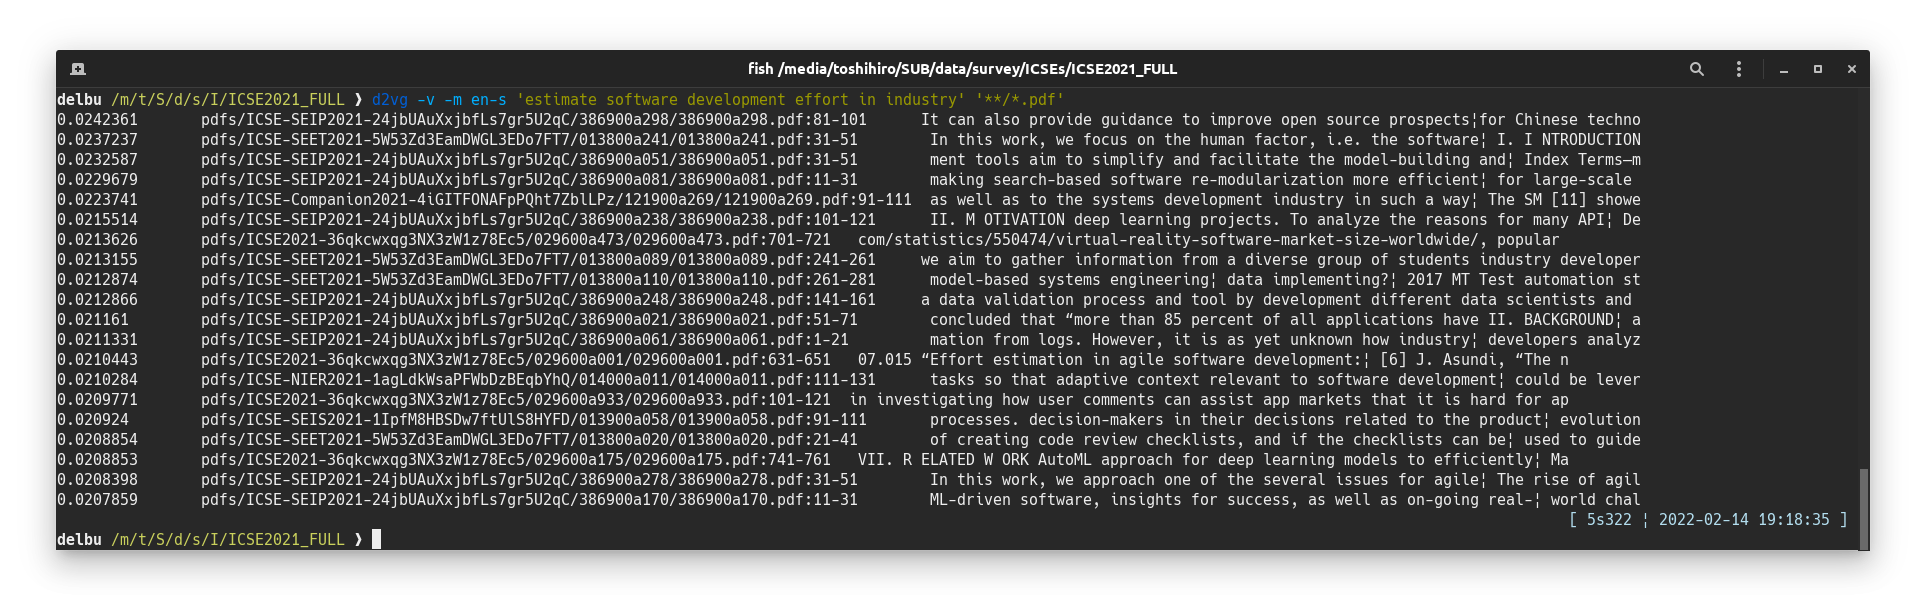 fish /media/toshihiro/SUB/data/survey/ICSEs/ICSE2021_FULL
delbu /m/t/S/d/s/I/ICSE2021_FULL ❯ d2vg -v -m en-s 'estimate software development effort in industry' '**/*.pdf'
0.0242361 pdfs/ICSE-SEIP2021-24jbUAuXxjbfLs7gr5U2qC/386900a298/386900a298.pdf:81-101 It can also provide guidance to improve open source prospects¦for Chinese techno
0.0237237 pdfs/ICSE-SEET2021-5W53Zd3EamDWGL3EDo7FT7/013800a241/013800a241.pdf:31-51 In this work, we focus on the human factor, i.e. the software¦ I. I NTRODUCTION
0.0232587 pdfs/ICSE-SEIP2021-24jbUAuXxjbfLs7gr5U2qC/386900a051/386900a051.pdf:31-51 ment tools aim to simplify and facilitate the model-building and¦ Index Terms—m
0.0229679 pdfs/ICSE-SEIP2021-24jbUAuXxjbfLs7gr5U2qC/386900a081/386900a081.pdf:11-31 making search-based software re-modularization more efficient¦ for large-scale
0.0223741 pdfs/ICSE-Companion2021-4iGITFONAFpPQht7ZblLPz/121900a269/121900a269.pdf:91-111 as well as to the systems development industry in such a way¦ The SM [11] showe
0.0215514 pdfs/ICSE-SEIP2021-24jbUAuXxjbfLs7gr5U2qC/386900a238/386900a238.pdf:101-121 II. M OTIVATION deep learning projects. To analyze the reasons for many API¦ De
0.0213626 pdfs/ICSE2021-36qkcwxqg3NX3zW1z78Ec5/029600a473/029600a473.pdf:701-721 com/statistics/550474/virtual-reality-software-market-size-worldwide/, popular
0.0213155 pdfs/ICSE-SEET2021-5W53Zd3EamDWGL3EDo7FT7/013800a089/013800a089.pdf:241-261 we aim to gather information from a diverse group of students industry developer
0.0212874 pdfs/ICSE-SEET2021-5W53Zd3EamDWGL3EDo7FT7/013800a110/013800a110.pdf:261-281 model-based systems engineering¦ data implementing?¦ 2017 MT Test automation st
0.0212866 pdfs/ICSE-SEIP2021-24jbUAuXxjbfLs7gr5U2qC/386900a248/386900a248.pdf:141-161 a data validation process and tool by development different data scientists and
0.021161 pdfs/ICSE-SEIP2021-24jbUAuXxjbfLs7gr5U2qC/386900a021/386900a021.pdf:51-71 concluded that “more than 85 percent of all applications have II. BACKGROUND¦ a
0.0211331 pdfs/ICSE-SEIP2021-24jbUAuXxjbfLs7gr5U2qC/386900a061/386900a061.pdf:1-21 mation from logs. However, it is as yet unknown how industry¦ developers analyz
0.0210443 pdfs/ICSE2021-36qkcwxqg3NX3zW1z78Ec5/029600a001/029600a001.pdf:631-651 07.015 “Effort estimation in agile software development:¦ [6] J. Asundi, “The n
0.0210284 pdfs/ICSE-NIER2021-1agLdkWsaPFWbDzBEqbYhQ/014000a011/014000a011.pdf:111-131 tasks so that adaptive context relevant to software development¦ could be lever
0.0209771 pdfs/ICSE2021-36qkcwxqg3NX3zW1z78Ec5/029600a933/029600a933.pdf:101-121 in investigating how user comments can assist app markets that it is hard for ap
0.020924 pdfs/ICSE-SEIS2021-1IpfM8HBSDw7ftUlS8HYFD/013900a058/013900a058.pdf:91-111 processes. decision-makers in their decisions related to the product¦ evolution
0.0208854 pdfs/ICSE-SEET2021-5W53Zd3EamDWGL3EDo7FT7/013800a020/013800a020.pdf:21-41 of creating code review checklists, and if the checklists can be¦ used to guide
0.0208853 pdfs/ICSE2021-36qkcwxqg3NX3zW1z78Ec5/029600a175/029600a175.pdf:741-761 VII. R ELATED W ORK AutoML approach for deep learning models to efficiently¦ Ma
0.0208398 pdfs/ICSE-SEIP2021-24jbUAuXxjbfLs7gr5U2qC/386900a278/386900a278.pdf:31-51 In this work, we approach one of the several issues for agile¦ The rise of agil
0.0207859 pdfs/ICSE-SEIP2021-24jbUAuXxjbfLs7gr5U2qC/386900a170/386900a170.pdf:11-31 ML-driven software, insights for success, as well as on-going real-¦ world chal
[ 5s322 ¦ 2022-02-14 19:18:35 ]
delbu /m/t/S/d/s/I/ICSE2021_FULL ❯